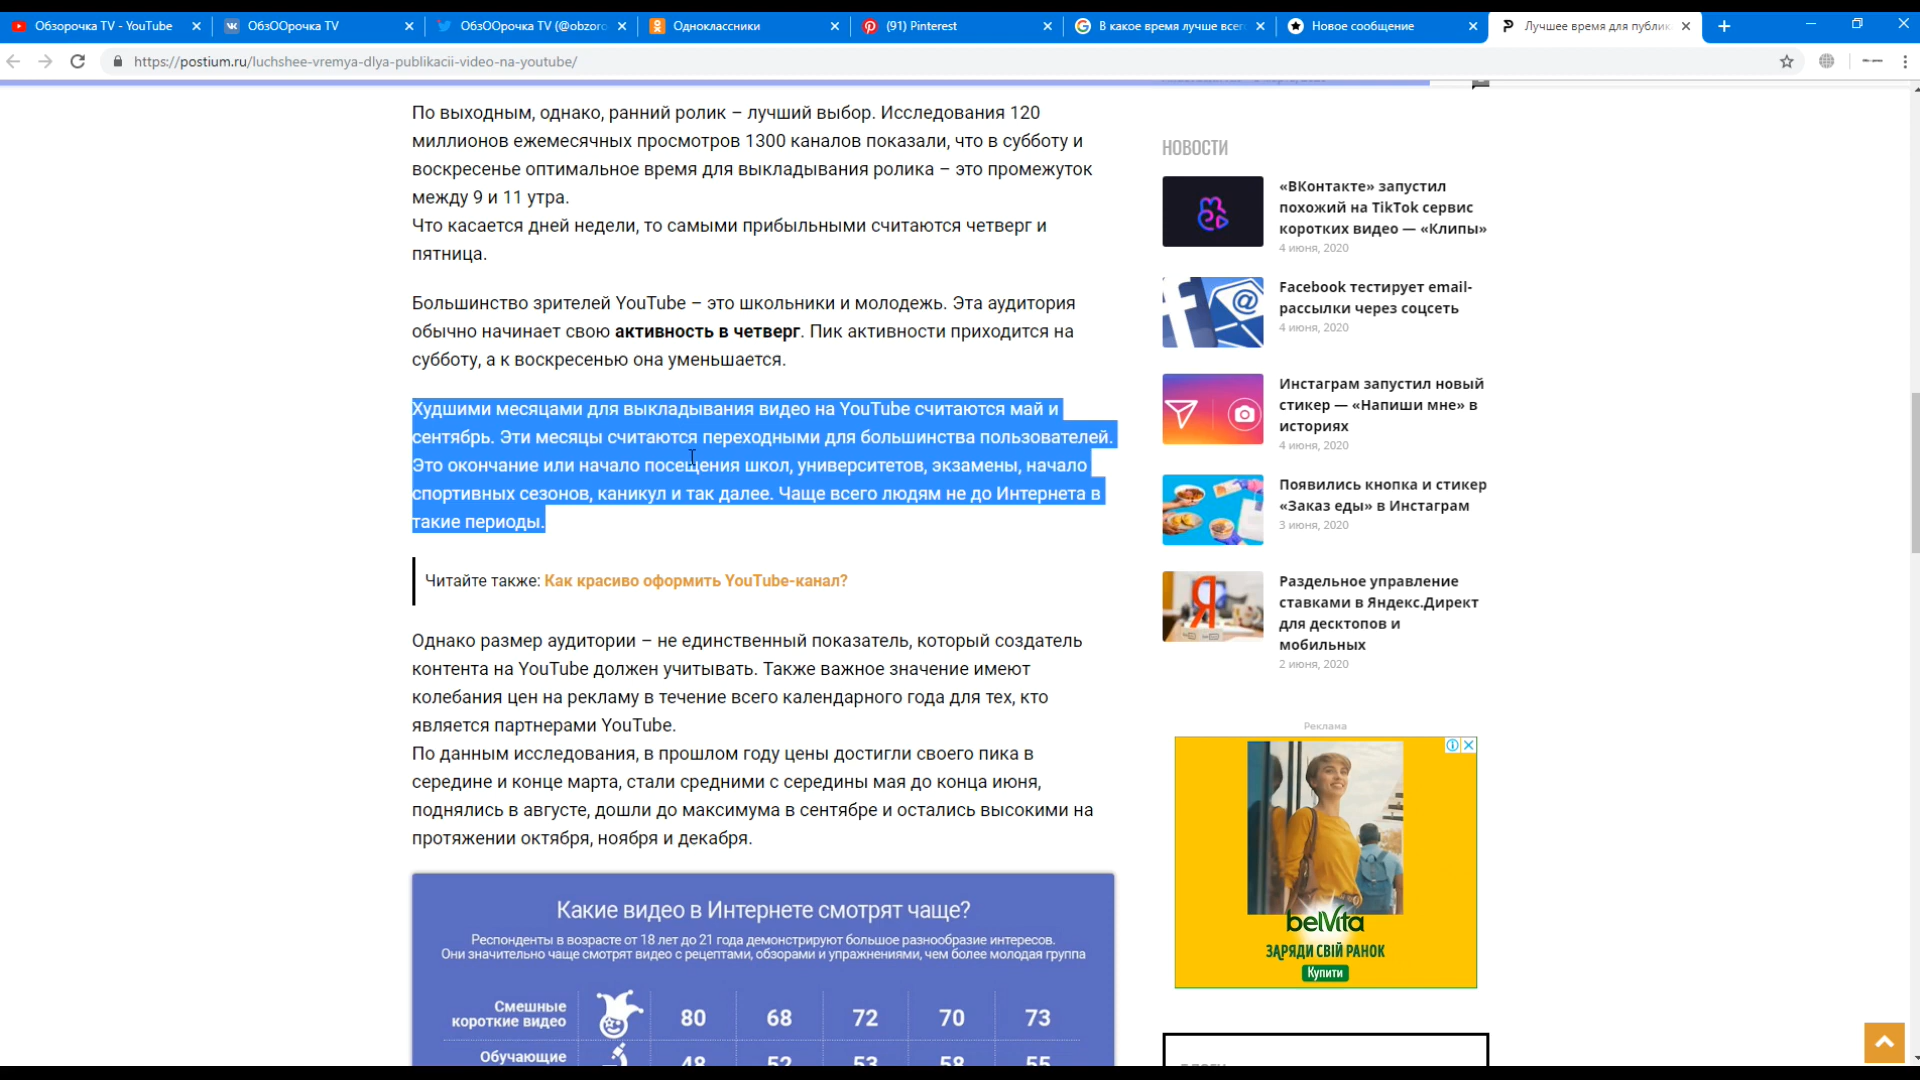 Обзорочка TV - YouTube
ОбзООрочка TV
ОбзООрочка TV (@obzoro
Одноклассники
(91) Pinterest
В какое время лучше всег
Новое сообщение
Лучшее время для публик
https://postium.ru/luchshee-vremya-dlya-publikacii-video-na-youtube/
По выходным, однако, ранний ролик – лучший выбор. Исследования 120
миллионов ежемесячных просмотров 1300 каналов показали, что в субботу и
воскресенье оптимальное время для выкладывания ролика – это промежуток
между 9 и 11 утра.
Что касается дней недели, то самыми прибыльными считаются четверг и
пятница.
Большинство зрителей YouTube – это школьники и молодежь. Эта аудитория
обычно начинает свою активность в четверг. Пик активности приходится на
субботу, а к воскресенью она уменьшается.
Худшими месяцами для выкладывания видео на YouTube считаются май и
сентябрь. Эти месяцы считаются переходными для большинства пользователей.
Это окончание или начало посещения школ, университетов, экзамены, начало
спортивных сезонов, каникул и так далее. Чаще всего людям не до Интернета в
такие периоды.
Читайте также: Как красиво оформить YouTube-канал?
Однако размер аудитории – не единственный показатель, который создатель
контента на YouTube должен учитывать. Также важное значение имеют
колебания цен на рекламу в течение всего календарного года для тех, кто
является партнерами YouTube.
По данным исследования, в прошлом году цены достигли своего пика в
середине и конце марта, стали средними с середины мая до конца июня,
поднялись в августе, дошли до максимума в сентябре и остались высокими на
протяжении октября, ноября и декабря.
Какие видео в Интернете смотрят чаще?
Респонденты в возрасте от 18 лет до 21 года демонстрируют большое разнообразие интересов.
Они значительно чаще смотрят видео с рецептами, обзорами и упражнениями, чем более молодая группа
Смешные
короткие видео
80 68 72 70 73
Обучающие
48 52 53 58 55
НОВОСТИ
«ВКонтакте» запустил
похожий на TikTok сервис
коротких видео — «Клипы»
4 июня, 2020
Facebook тестирует email-
рассылки через соцсеть
4 июня, 2020
Инстаграм запустил новый
стикер — «Напиши мне» в
историях
4 июня, 2020
Появились кнопка и стикер
«Заказ еды» в Инстаграм
3 июня, 2020
Раздельное управление
ставками в Яндекс.Директ
для десктопов и
мобильных
2 июня, 2020
Реклама
belVita
ЗАРЯДИ СВІЙ РАНОК
Купити